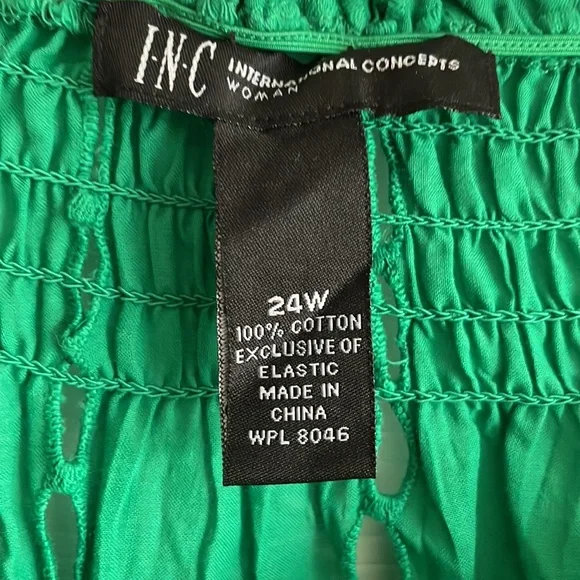 I·N·C INTERNATIONAL CONCEPTS
WOMAN
24W
100% COTTON
EXCLUSIVE OF
ELASTIC
MADE IN
CHINA
WPL 8046